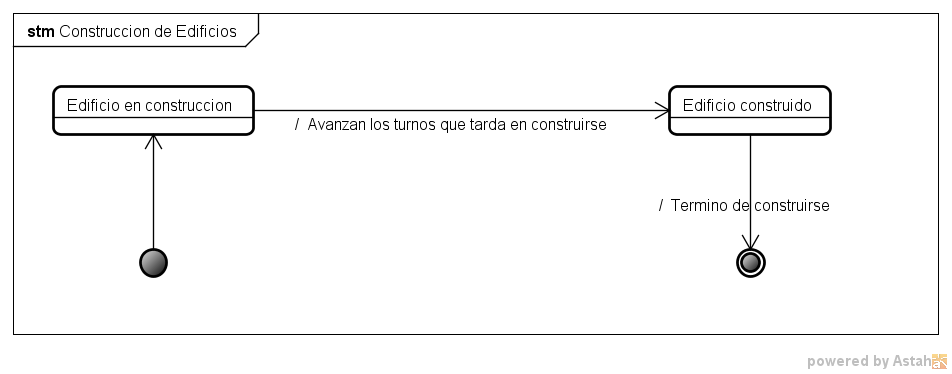 stm Construccion de Edificios
Edificio en construccion
Edificio construido
/ Avanzan los turnos que tarda en construirse
/ Termino de construirse
powered by Astah